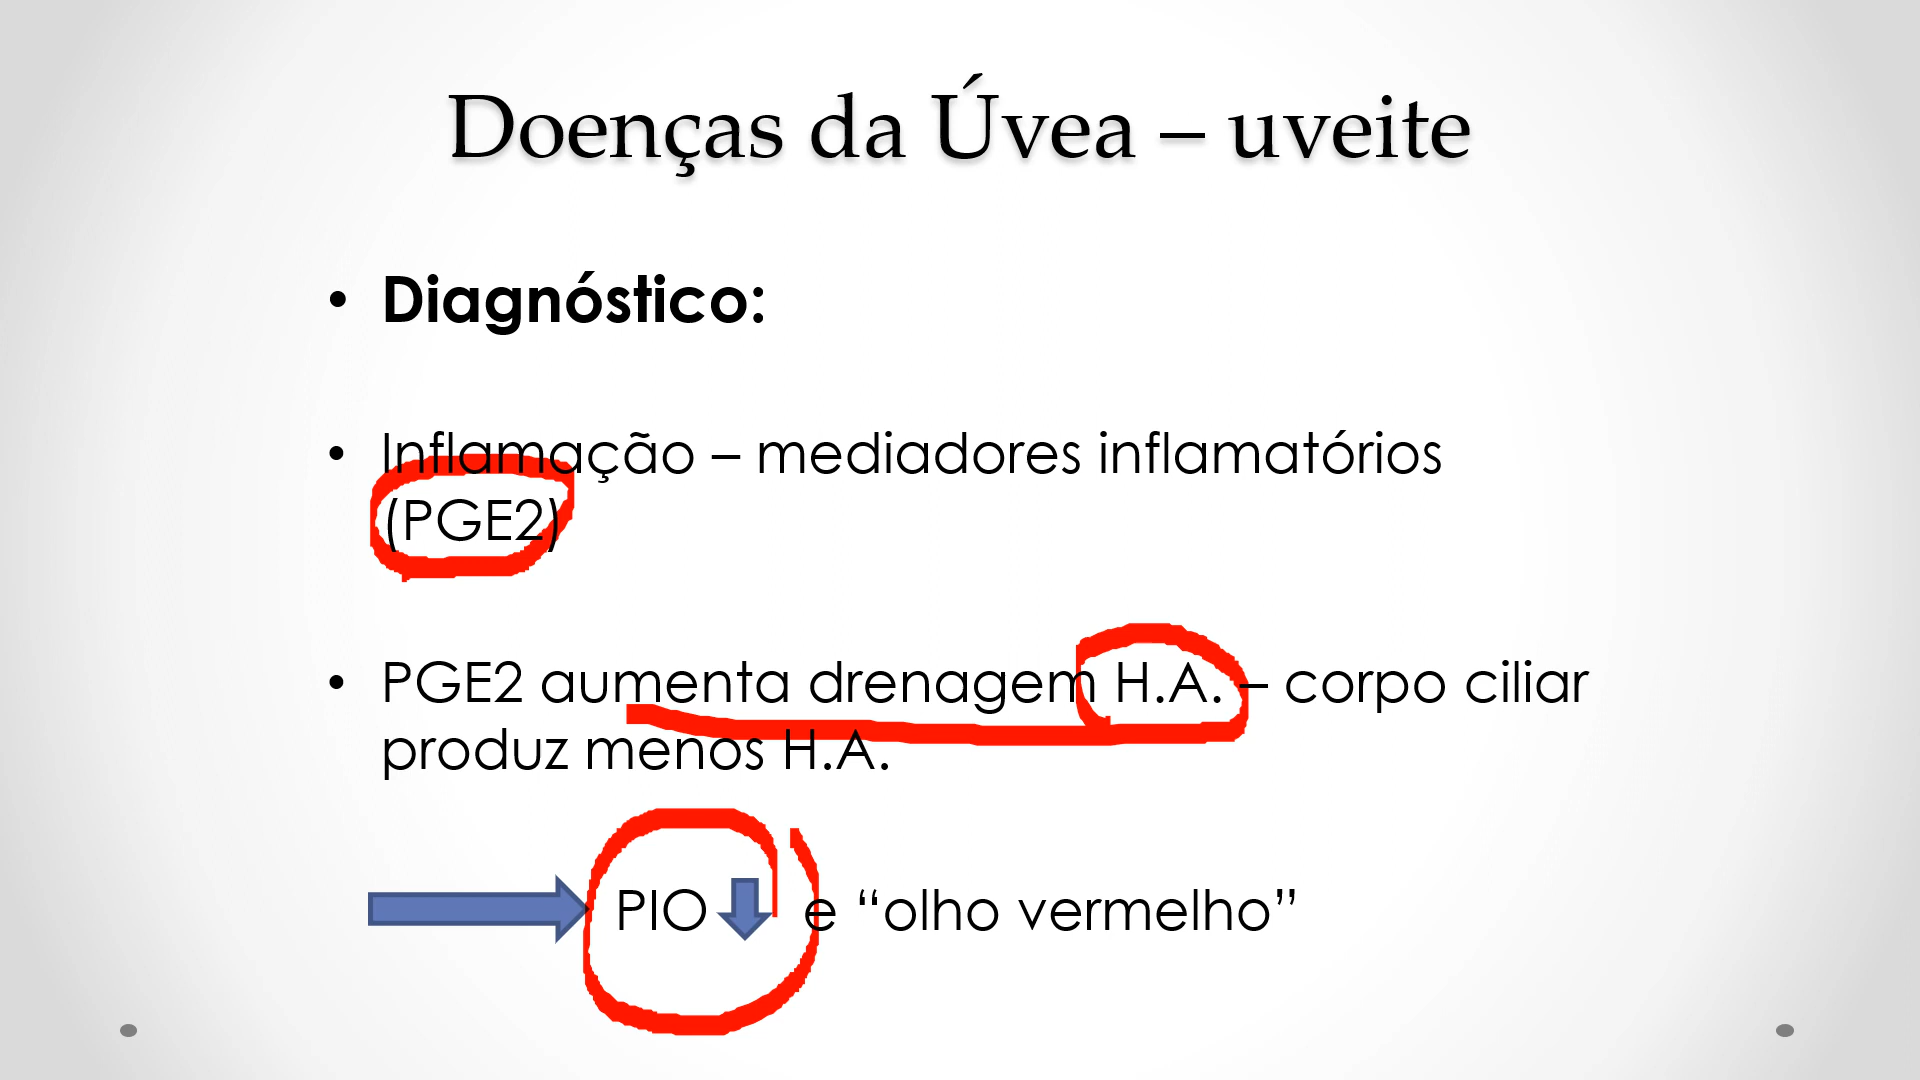 Doenças da Úvea – uveite
• Diagnóstico:
• Inflamação – mediadores inflamatórios
(PGE2)
• PGE2 aumenta drenagem H.A. – corpo ciliar
produz menos H.A.
PIO e “olho vermelho”